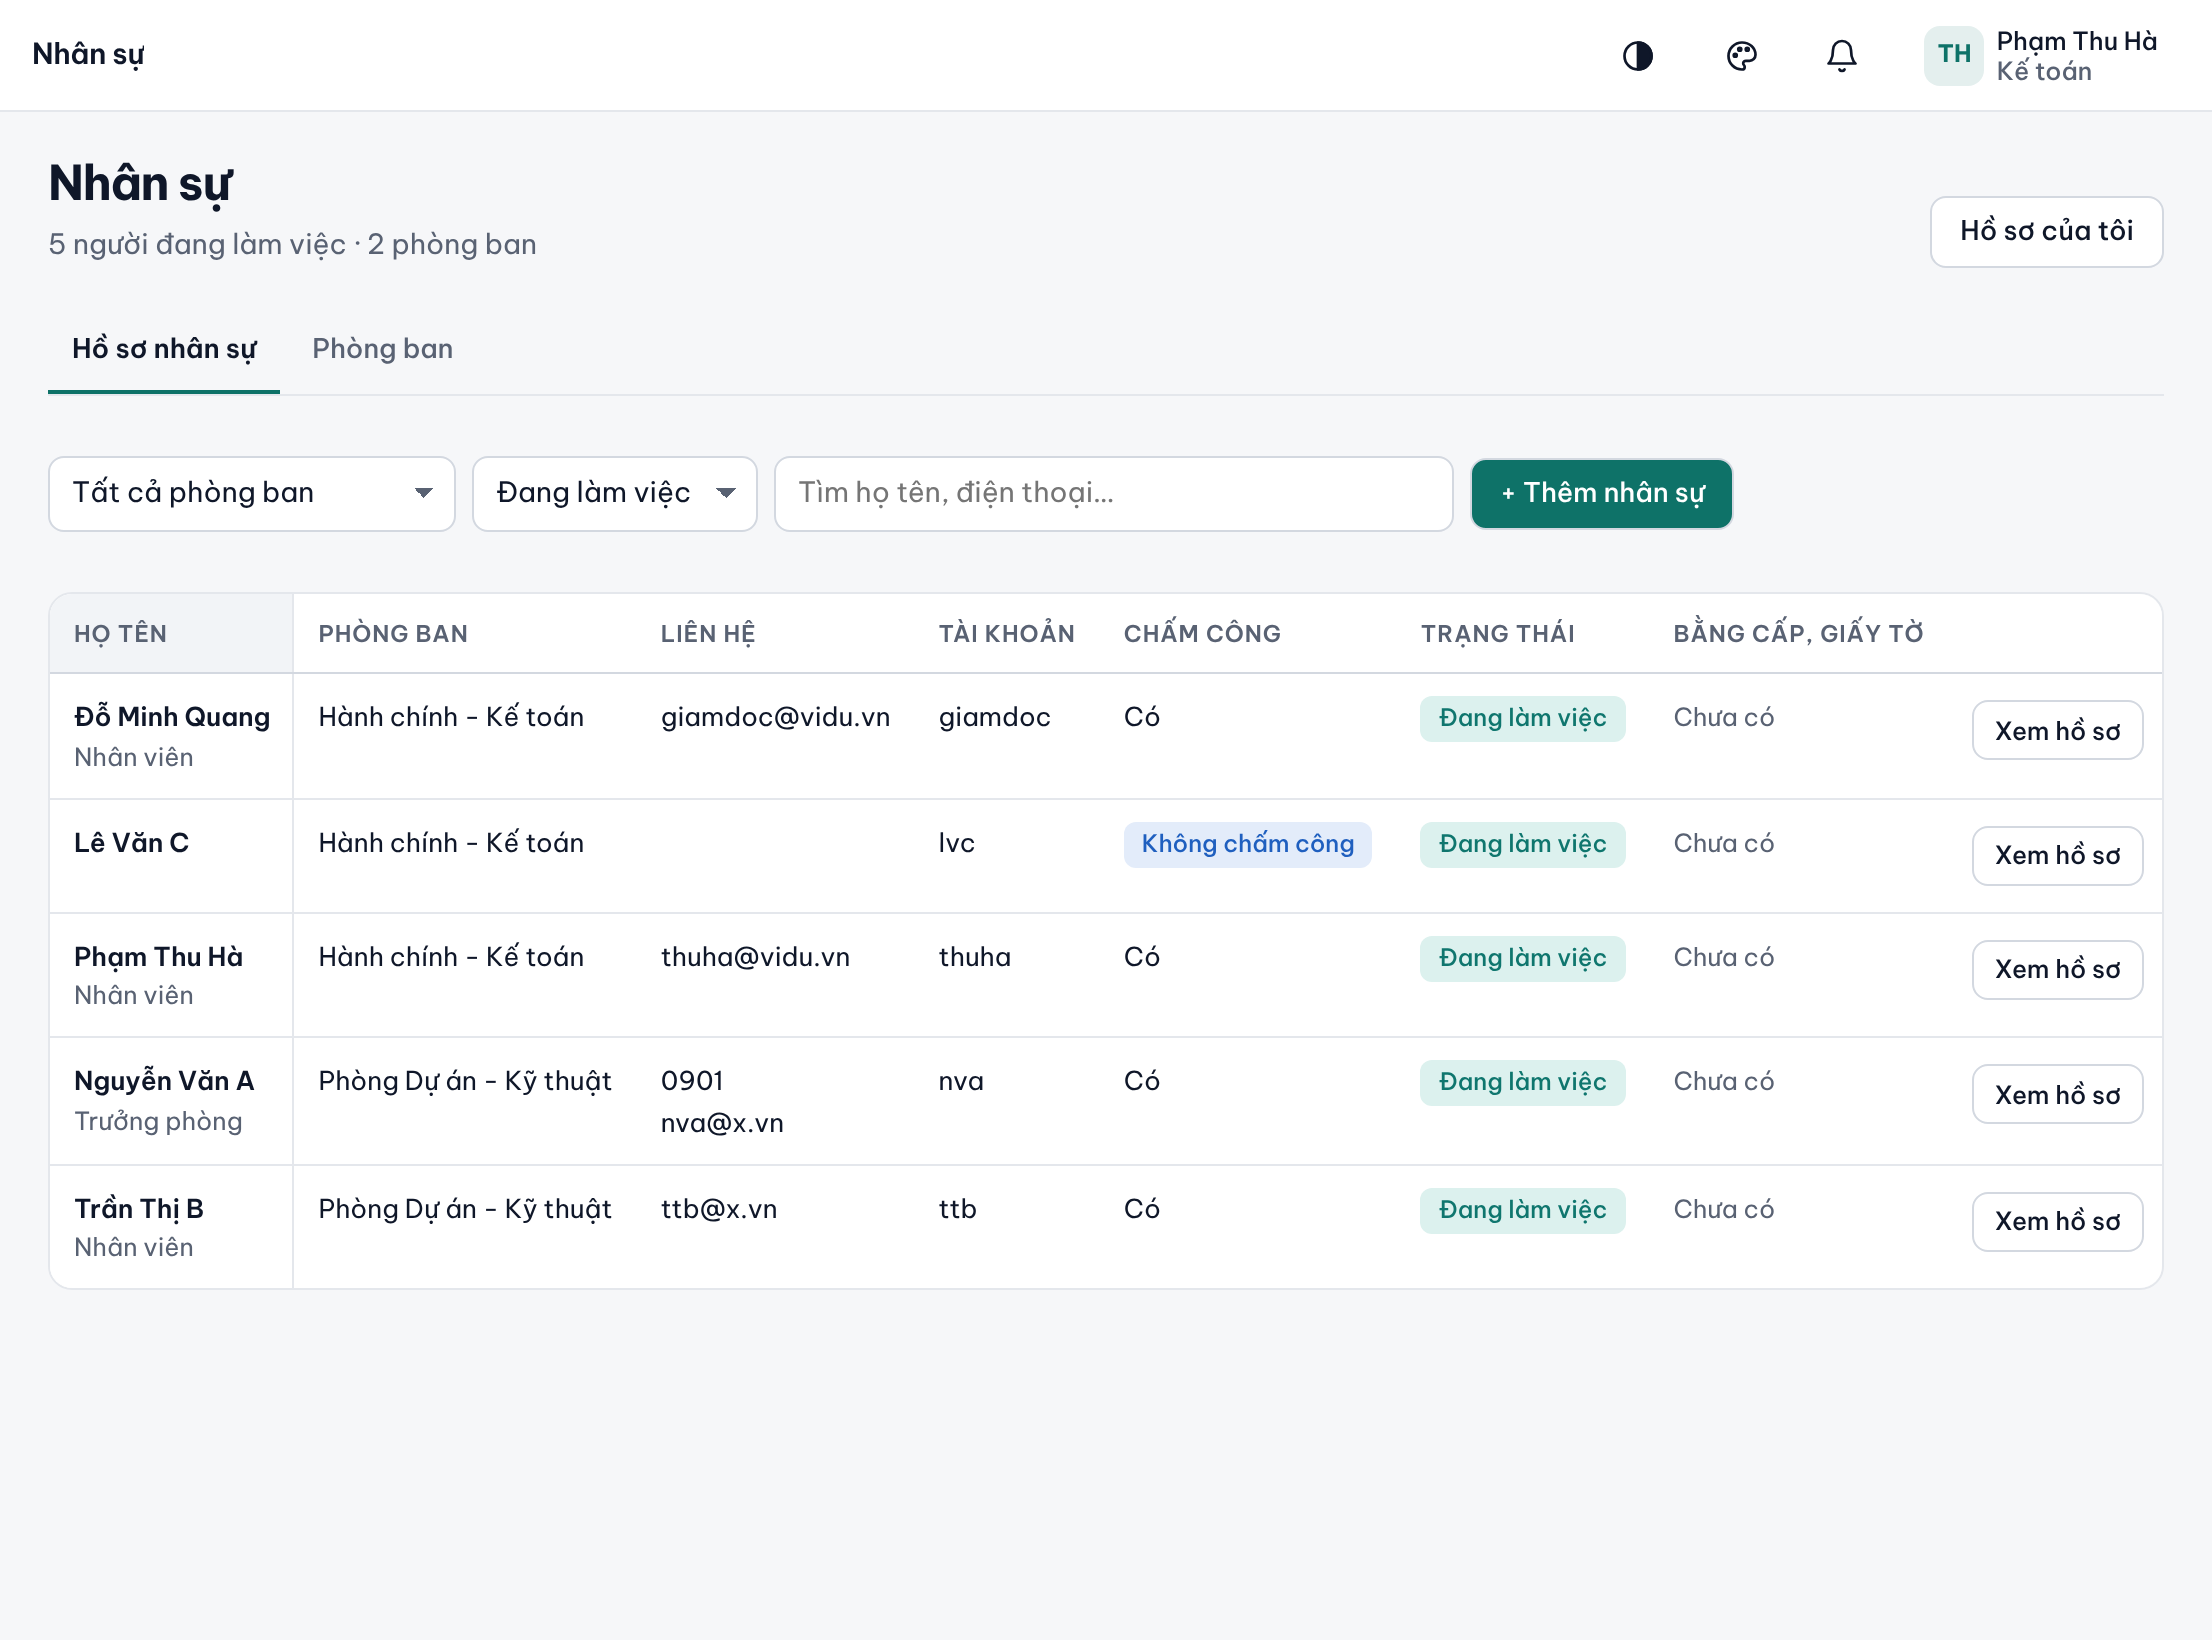 Nhân sự
TH
Phạm Thu Hà
Kế toán
Nhân sự
5 người đang làm việc · 2 phòng ban
Hồ sơ của tôi
Hồ sơ nhân sự
Phòng ban
Tất cả phòng ban
Đang làm việc
Tìm họ tên, điện thoại...
+ Thêm nhân sự
HỌ TÊN PHÒNG BAN LIÊN HỆ TÀI KHOẢN CHẤM CÔNG TRẠNG THÁI BẰNG CẤP, GIẤY TỜ
Đỗ Minh Quang Hành chính - Kế toán giamdoc@vidu.vn giamdoc Có Đang làm việc Chưa có Xem hồ sơ
Nhân viên
Lê Văn C Hành chính - Kế toán lvc Không chấm công Đang làm việc Chưa có Xem hồ sơ
Phạm Thu Hà Hành chính - Kế toán thuha@vidu.vn thuha Có Đang làm việc Chưa có Xem hồ sơ
Nhân viên
Nguyễn Văn A Phòng Dự án - Kỹ thuật 0901 nva Có Đang làm việc Chưa có Xem hồ sơ
Trưởng phòng nva@x.vn
Trần Thị B Phòng Dự án - Kỹ thuật ttb@x.vn ttb Có Đang làm việc Chưa có Xem hồ sơ
Nhân viên